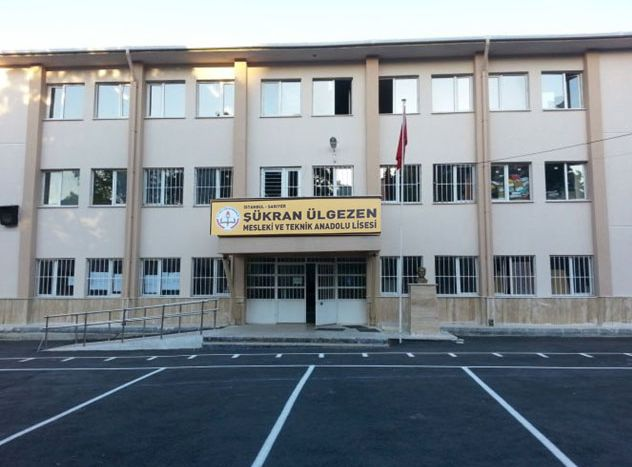 İSTANBUL - SARIYER
ŞÜKRAN ÜLGEZEN
MESLEKİ VE TEKNİK ANADOLU LİSESİ